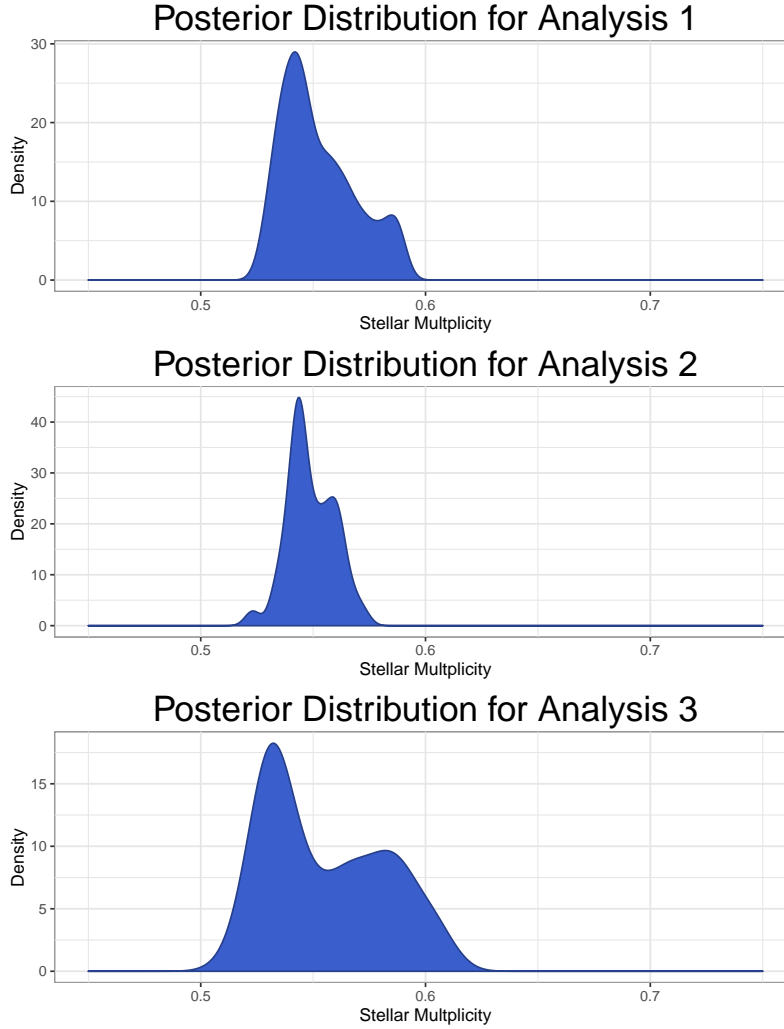 Posterior Distribution for Analysis 1
30
20
10
0
Density
0.5 0.6 0.7
Stellar Multplicity
Posterior Distribution for Analysis 2
40
30
20
10
0
Density
0.5 0.6 0.7
Stellar Multplicity
Posterior Distribution for Analysis 3
15
10
5
0
Density
0.5 0.6 0.7
Stellar Multplicity